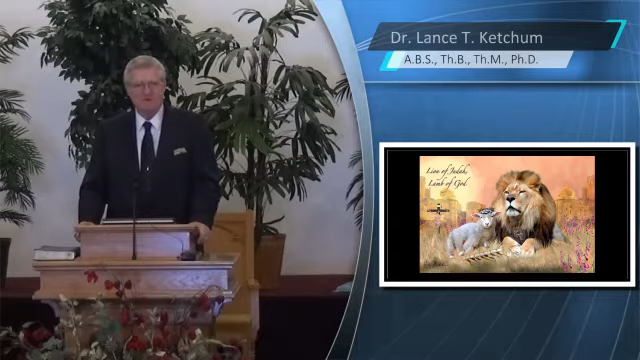 Dr. Lance T. Ketchum
A.B.S., Th.B., Th.M., Ph.D.
Lion of Judah,
Lamb of God.